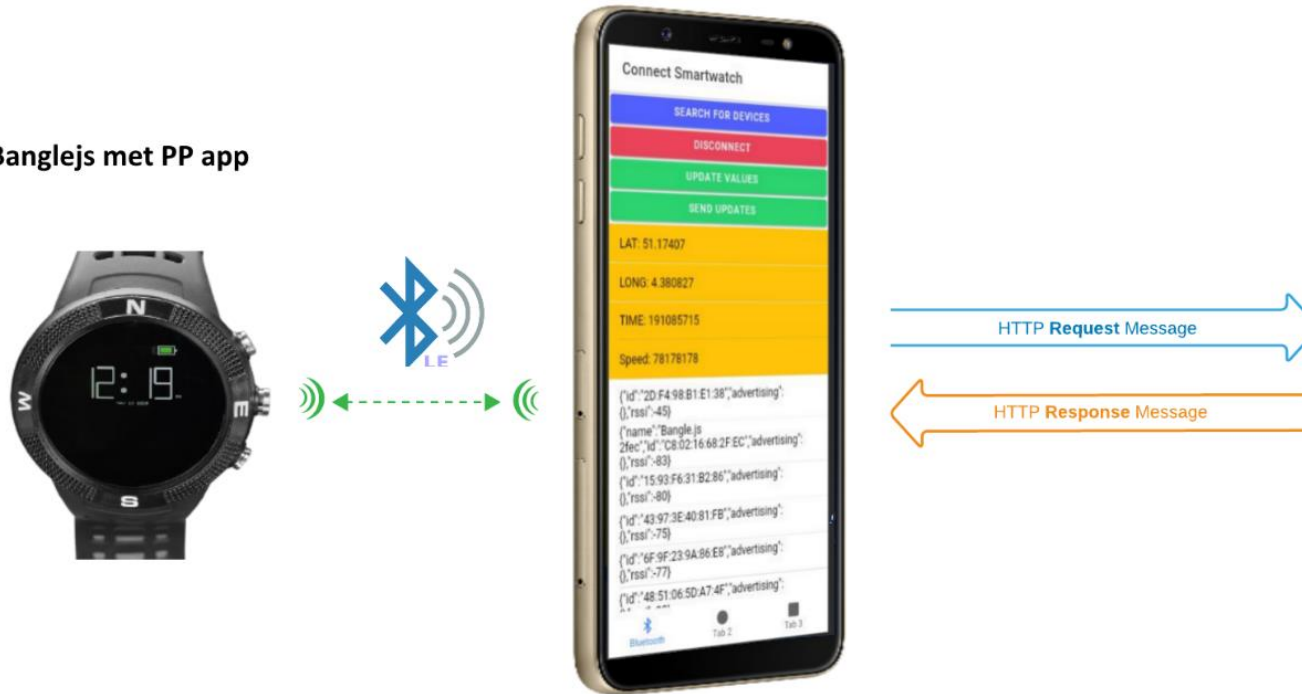 Banglejs met PP app
N
W
E
S
12:19
LE
Connect Smartwatch
SEARCH FOR DEVICES
DISCONNECT
UPDATE VALUES
SEND UPDATES
LAT: 51.17407
LONG: 4.380827
TIME: 191085715
Speed: 78178178
{"id":"2D:F4:98:B1:E1:38","advertising":
{},"rssi":-45}
{"name":"Bangle.js
2fec","id":"C8:02:16:68:2F:EC","advertising":
{},"rssi":-83}
{"id":"15:93:F6:31:B2:86","advertising":
{},"rssi":-80}
{"id":"43:97:3E:40:81:FB","advertising":
{},"rssi":-75}
{"id":"6F:9F:23:9A:86:E8","advertising":
{},"rssi":-77}
{"id":"48:51:06:5D:A7:4F","advertising":
Bluetooth
Tab 2
Tab 3
HTTP Request Message
HTTP Response Message